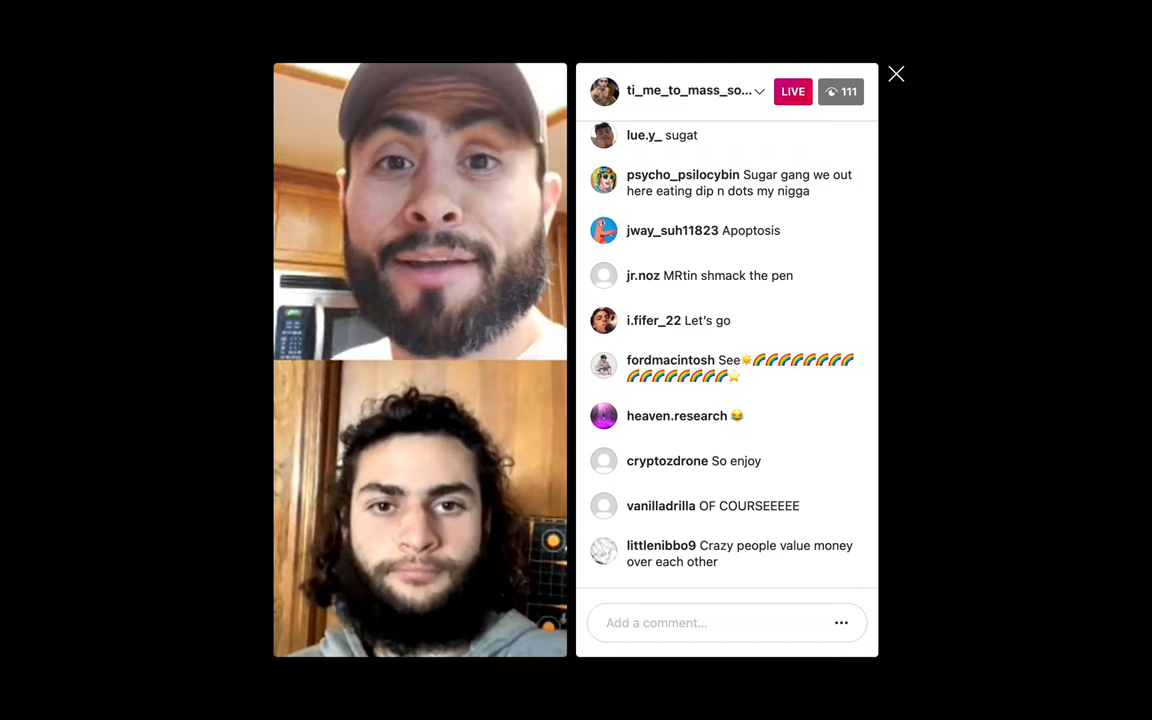 ti_me_to_mass_so...
LIVE
111
lue.y_ sugat
psycho_psilocybin Sugar gang we out
here eating dip n dots my nigga
jway_suh11823 Apoptosis
jr.noz MRtin shmack the pen
i.fifer_22 Let's go
fordmacintosh See☀️🌈🌈🌈🌈🌈🌈🌈🌈
🌈🌈🌈🌈🌈🌈🌈🌈⭐
heaven.research 😂
cryptozdrone So enjoy
vanilladrilla OF COURSEEEEE
littlenibbo9 Crazy people value money
over each other
Add a comment...